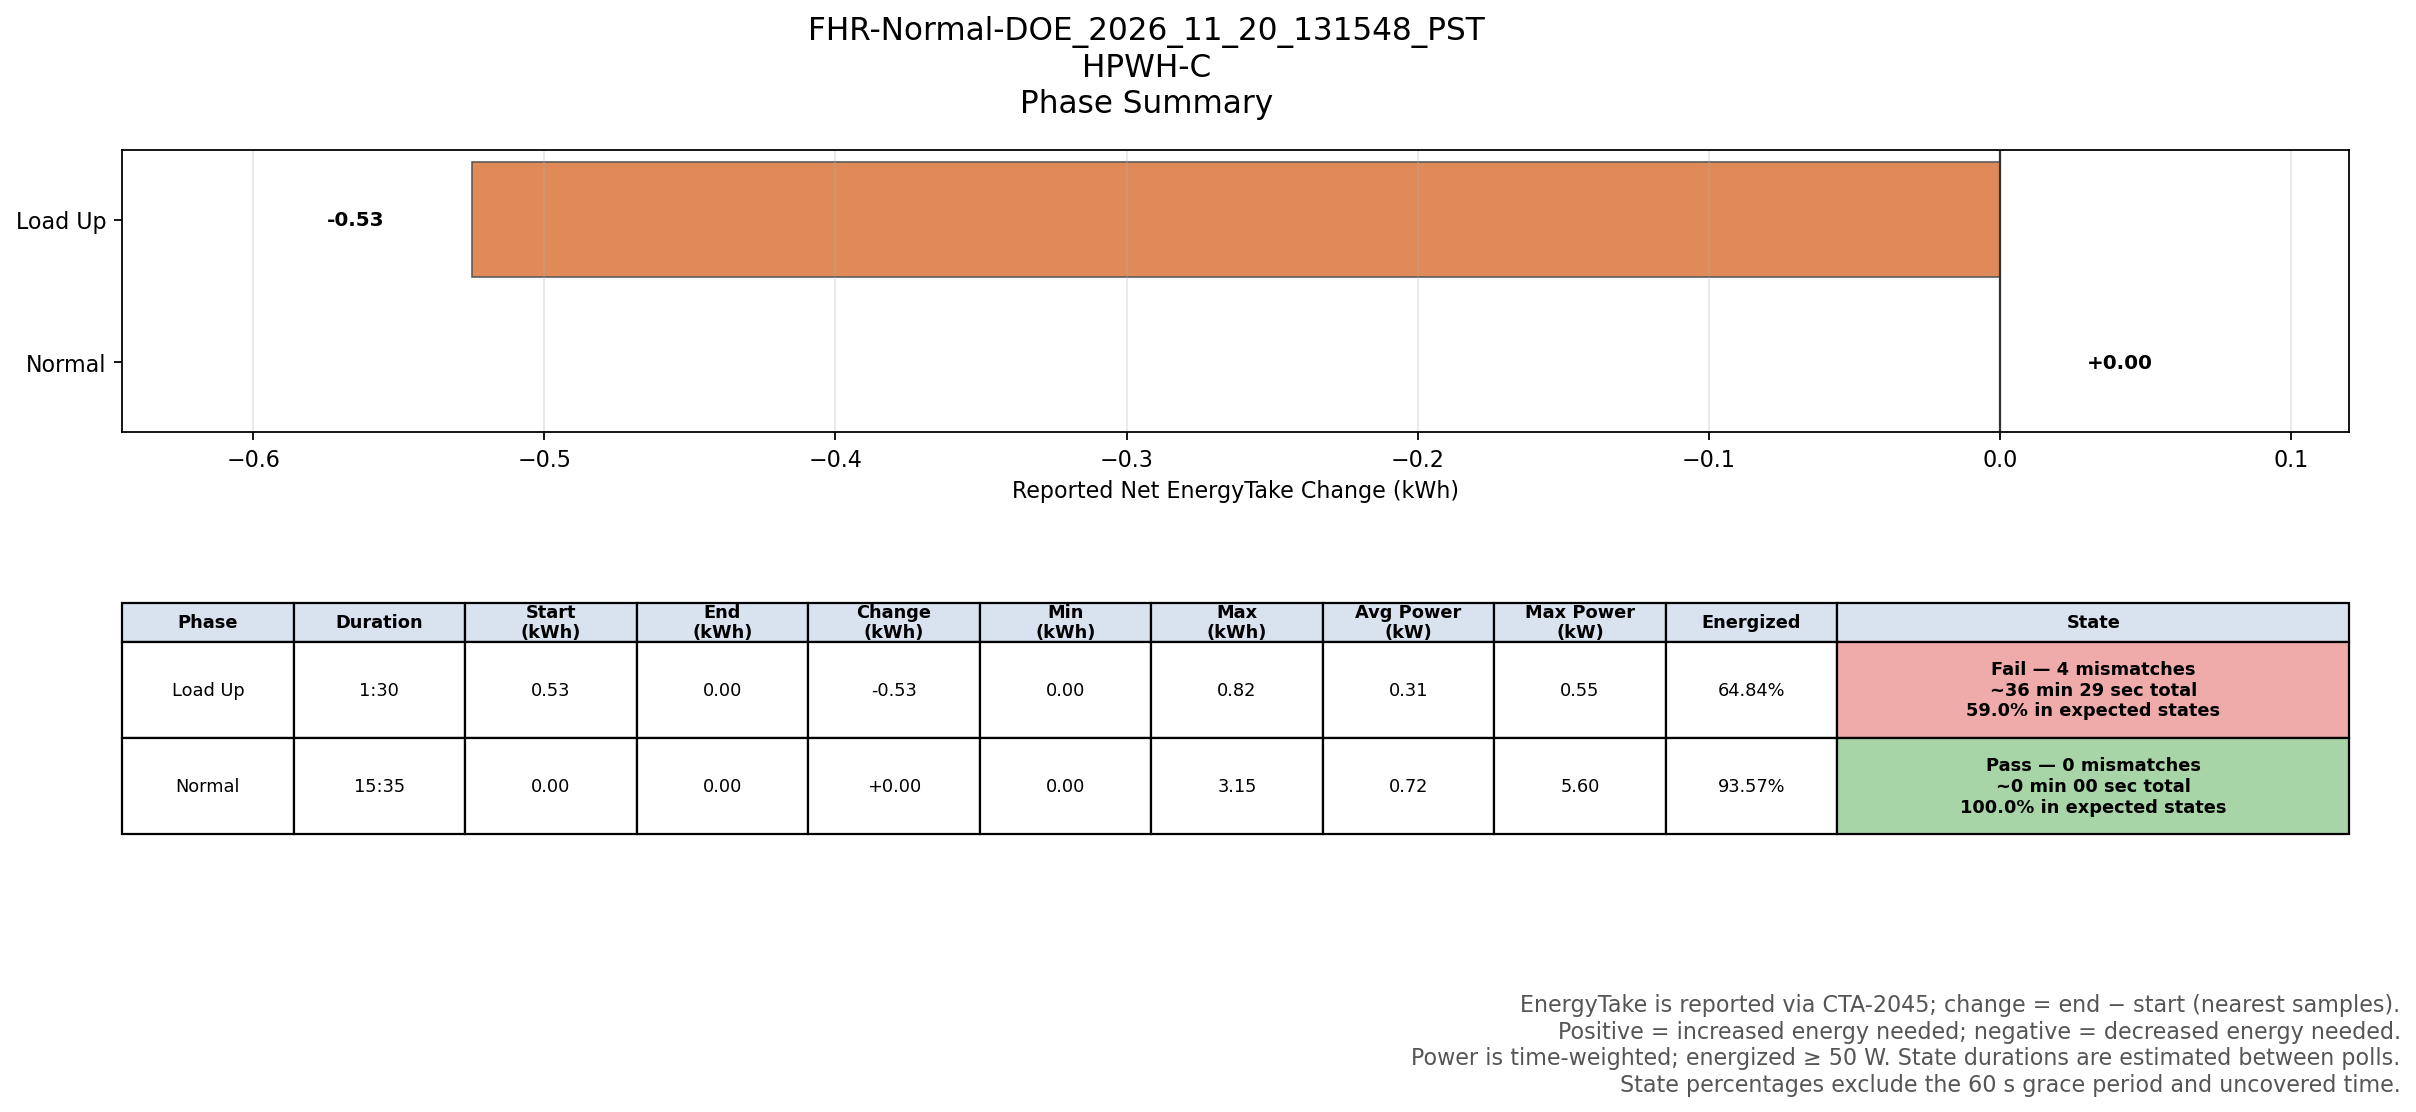 FHR-Normal-DOE_2026_11_20_131548_PST
HPWH-C
Phase Summary
Load Up
-0.53
Normal
+0.00
−0.6 −0.5 −0.4 −0.3 −0.2 −0.1 0.0 0.1
Reported Net EnergyTake Change (kWh)
Phase Duration Start (kWh) End (kWh) Change (kWh) Min (kWh) Max (kWh) Avg Power (kW) Max Power (kW) Energized State
Load Up 1:30 0.53 0.00 -0.53 0.00 0.82 0.31 0.55 64.84% Fail — 4 mismatches
~36 min 29 sec total
59.0% in expected states
Normal 15:35 0.00 0.00 +0.00 0.00 3.15 0.72 5.60 93.57% Pass — 0 mismatches
~0 min 00 sec total
100.0% in expected states
EnergyTake is reported via CTA-2045; change = end − start (nearest samples).
Positive = increased energy needed; negative = decreased energy needed.
Power is time-weighted; energized ≥ 50 W. State durations are estimated between polls.
State percentages exclude the 60 s grace period and uncovered time.